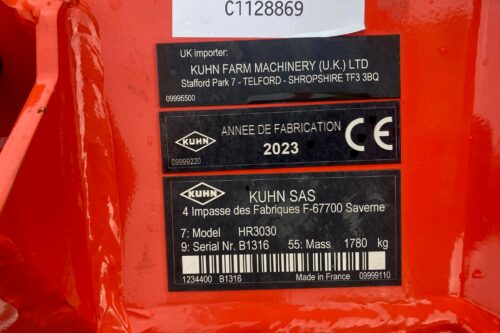 C1128869
UK importer:
KUHN FARM MACHINERY (U.K.) LTD
Stafford Park 7 - TELFORD - SHROPSHIRE TF3 3BQ
09995500
KUHN
ANNEE DE FABRICATION
2023
CE
09999220
KUHN
KUHN SAS
4 Impasse des Fabriques F-67700 Saverne
7: Model HR3030
9: Serial Nr. B1316 55: Mass 1780 kg
1234400 B1316 Made in France 09999110